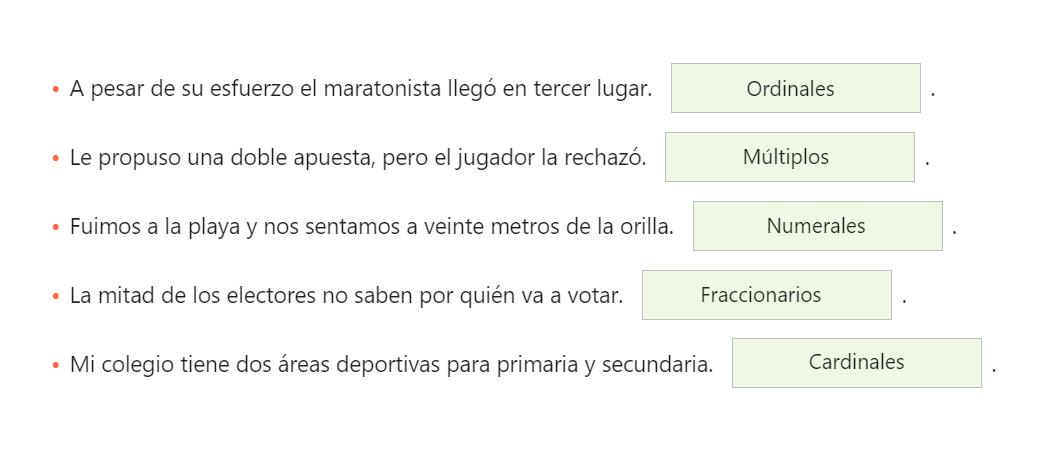 • A pesar de su esfuerzo el maratonista llegó en tercer lugar. Ordinales .
• Le propuso una doble apuesta, pero el jugador la rechazó. Múltiplos .
• Fuimos a la playa y nos sentamos a veinte metros de la orilla. Numerales .
• La mitad de los electores no saben por quién va a votar. Fraccionarios .
• Mi colegio tiene dos áreas deportivas para primaria y secundaria. Cardinales .